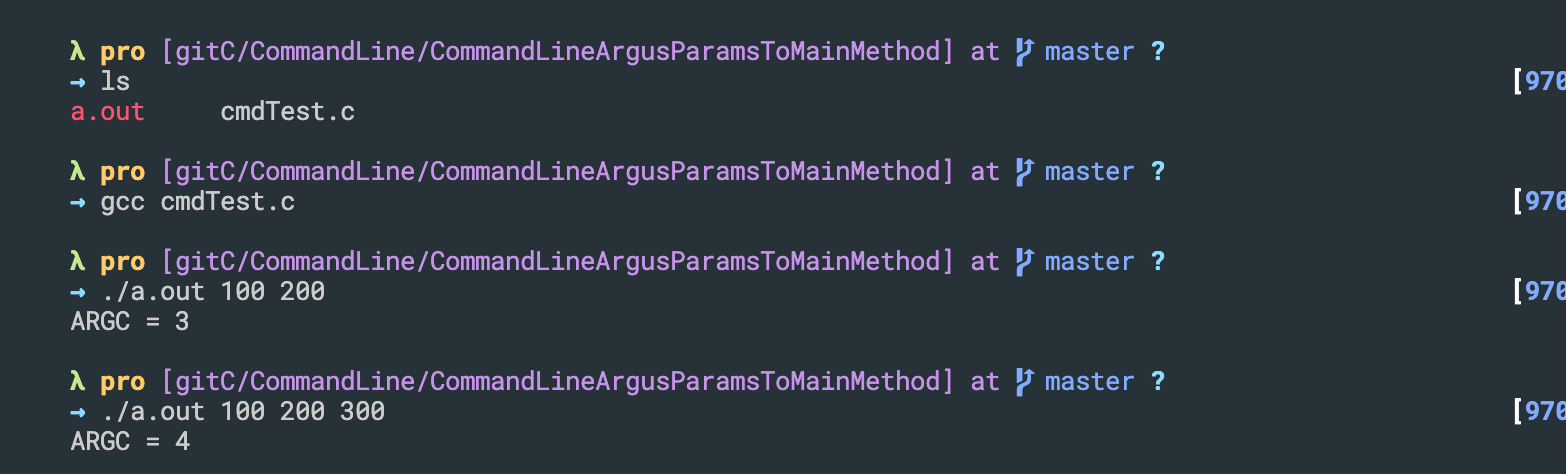 λ pro [gitC/CommandLine/CommandLineArgusParamsToMainMethod] at master ?
→ ls [970
a.out cmdTest.c
λ pro [gitC/CommandLine/CommandLineArgusParamsToMainMethod] at master ?
→ gcc cmdTest.c [970
λ pro [gitC/CommandLine/CommandLineArgusParamsToMainMethod] at master ?
→ ./a.out 100 200 [970
ARGC = 3
λ pro [gitC/CommandLine/CommandLineArgusParamsToMainMethod] at master ?
→ ./a.out 100 200 300 [970
ARGC = 4